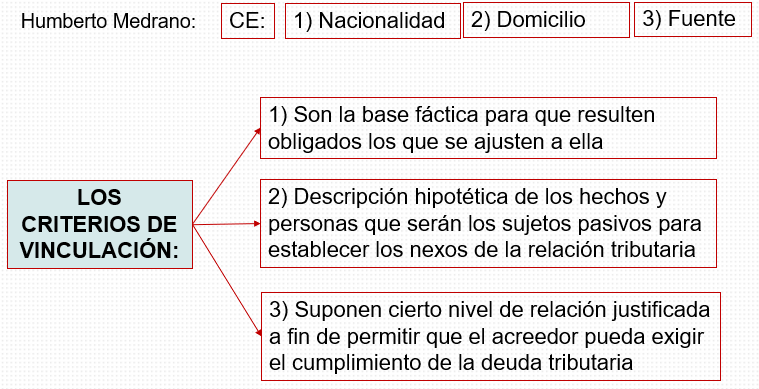 Humberto Medrano: CE: 1) Nacionalidad 2) Domicilio 3) Fuente
1) Son la base fáctica para que resulten
obligados los que se ajusten a ella
LOS
CRITERIOS DE
VINCULACIÓN:
2) Descripción hipotética de los hechos y
personas que serán los sujetos pasivos para
establecer los nexos de la relación tributaria
3) Suponen cierto nivel de relación justificada
a fin de permitir que el acreedor pueda exigir
el cumplimiento de la deuda tributaria